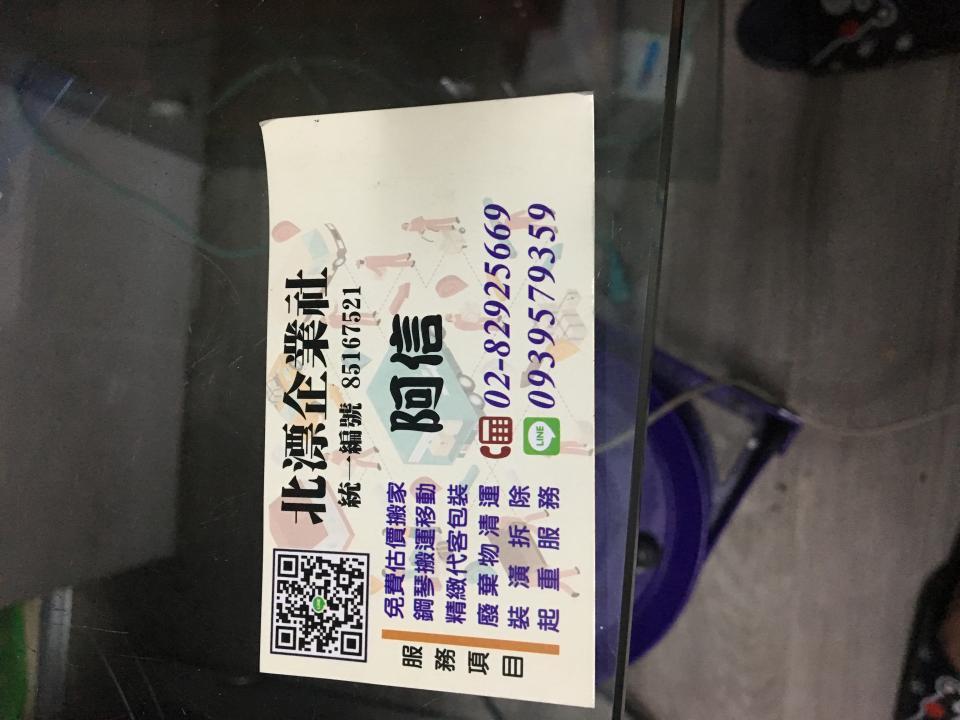 北漂企業社
統一編號 85167521
阿信
02-82925669
LINE
0939579359
服務項目
免費估價搬家
鋼琴搬運移動
精緻代客包裝
廢棄物清運
裝潢拆除
起重服務